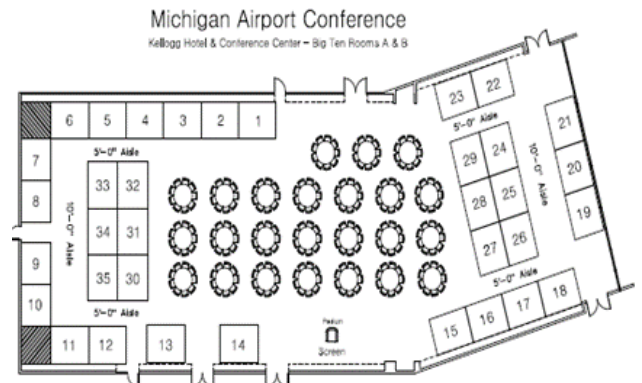 Michigan Airport Conference
Kellogg Hotel & Conference Center – Big Ten Rooms A & B
23 22
6 5 4 3 2 1
5'-0" Aisle
21
5'-0" Aisle
7
29 24
10'-0" Aisle
20
33 32
8
28 25
19
10'-0" Aisle
34 31
27 26
9
35 30
5'-0" Aisle
10
18
17
16
15
5'-0" Aisle
11 12 13 14
Podium
Screen